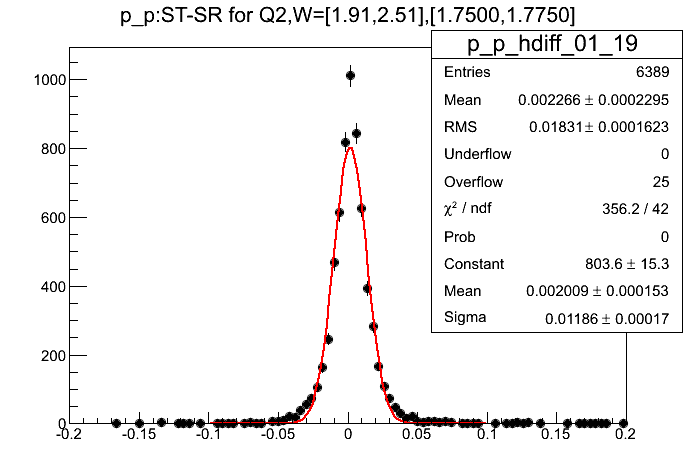 p_p:ST-SR for Q2,W=[1.91,2.51],[1.7500,1.7750]
p_p_hdiff_01_19
Entries 6389
Mean 0.002266 ± 0.0002295
RMS 0.01831± 0.0001623
Underflow 0
Overflow 25
χ² / ndf 356.2 / 42
Prob 0
Constant 803.6 ± 15.3
Mean 0.002009 ± 0.000153
Sigma 0.01186 ± 0.00017
1000
800
600
400
200
0
-0.2 -0.15 -0.1 -0.05 0 0.05 0.1 0.15 0.2